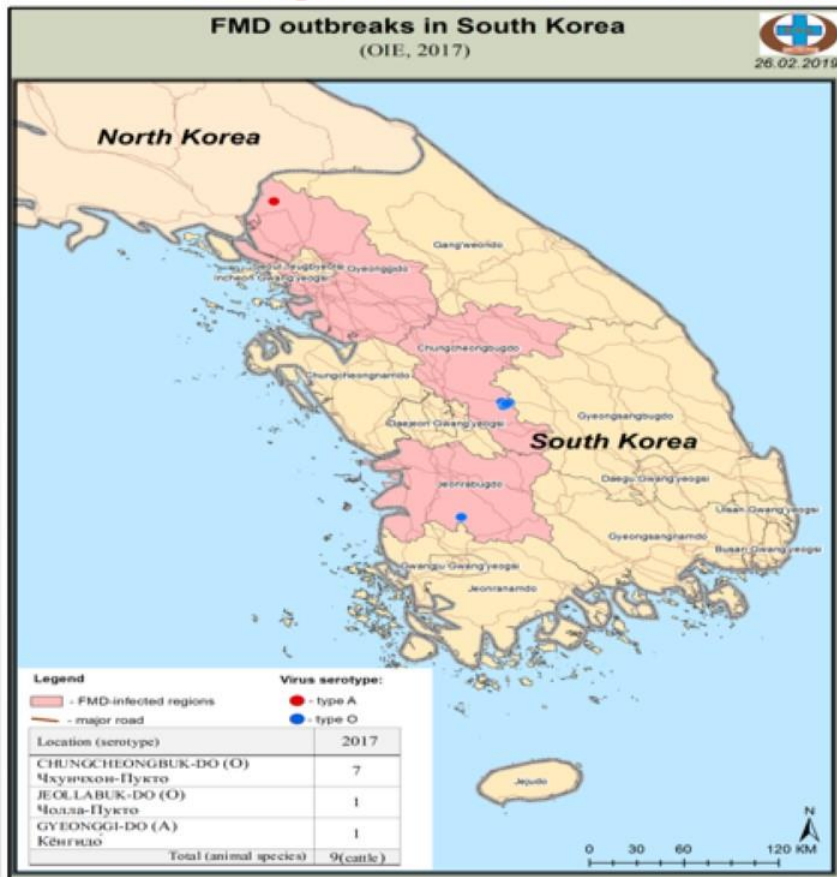 FMD outbreaks in South Korea
(OIE, 2017)
26.02.2019
North Korea
Gang'weondo
Gyeonggido
Incheon Gwang'yeogsi
Chungcheongbugdo
Chungcheongnamdo
Daejeon Gwang'yeogsi
Gyeongsangbugdo
South Korea
Jeonrabugdo
Daegu Gwang'yeogsi
Ulsan Gwang'yeogsi
Gyeongsangnamdo
Busan Gwang'yeogsi
Gwangju Gwang'yeogsi
Jeonranamdo
Jejudo
Legend
Virus serotype:
- FMD-infected regions
- type A
- major road
- type O
Location (serotype) 2017
CHUNGCHEONGBUK-DO (O) 7
Чхунчхон-Пукто
JEOLLABUK-DO (O) 1
Чолла-Пукто
GYEONGGI-DO (A) 1
Кёнгидо
Total (animal species) 9(cattle)
N
0 30 60 120 KM